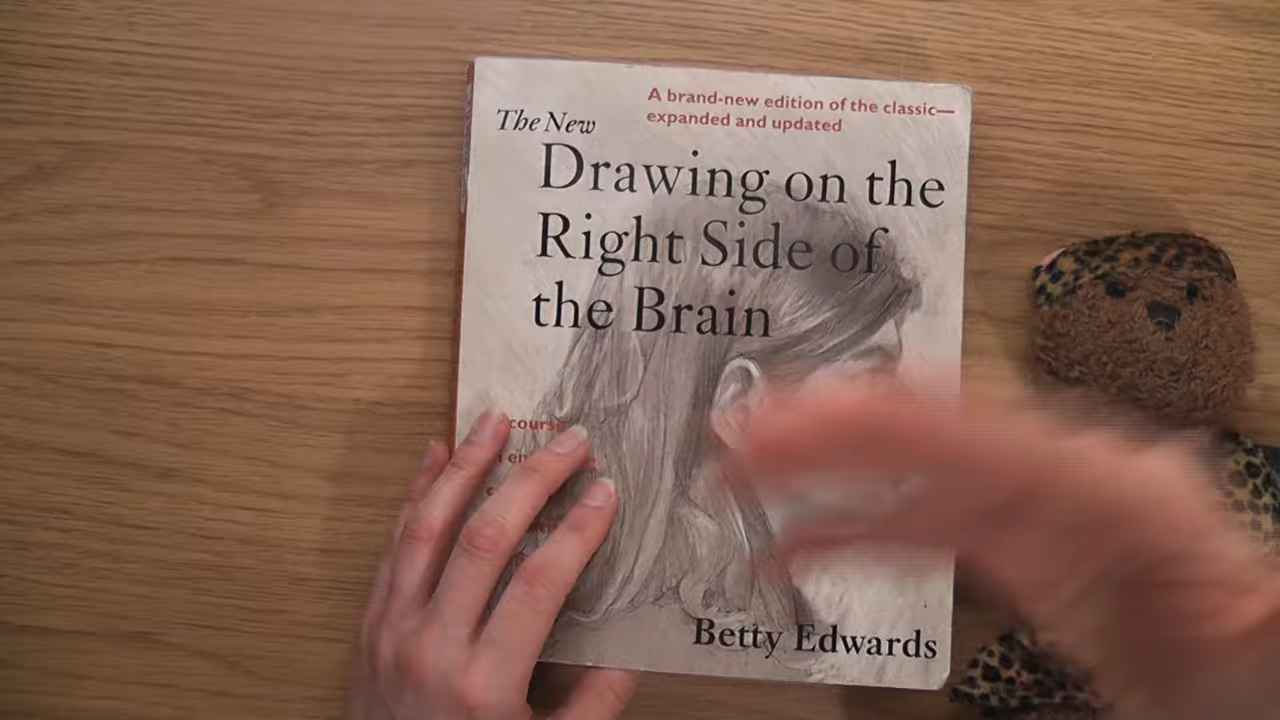 A brand-new edition of the classic—
expanded and updated
The New
Drawing on the
Right Side of
the Brain
course
Betty Edwards